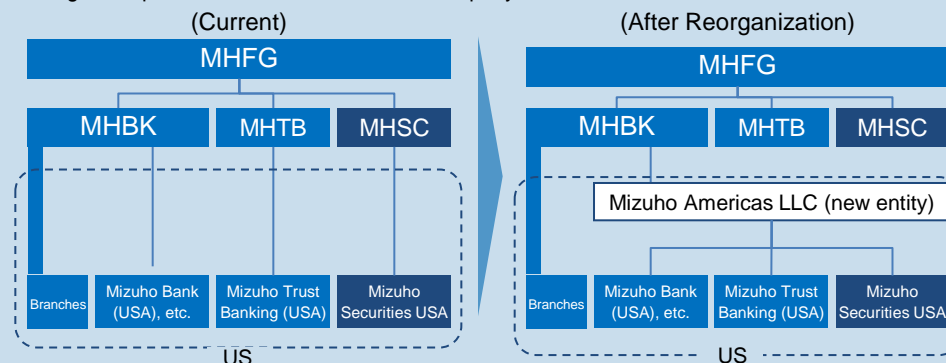 (Current)
MHFG
MHBK
MHTB
MHSC
Branches
Mizuho Bank
(USA), etc.
Mizuho Trust
Banking (USA)
Mizuho
Securities USA
US
(After Reorganization)
MHFG
MHBK
MHTB
MHSC
Mizuho Americas LLC (new entity)
Branches
Mizuho Bank
(USA), etc.
Mizuho Trust
Banking (USA)
Mizuho
Securities USA
US